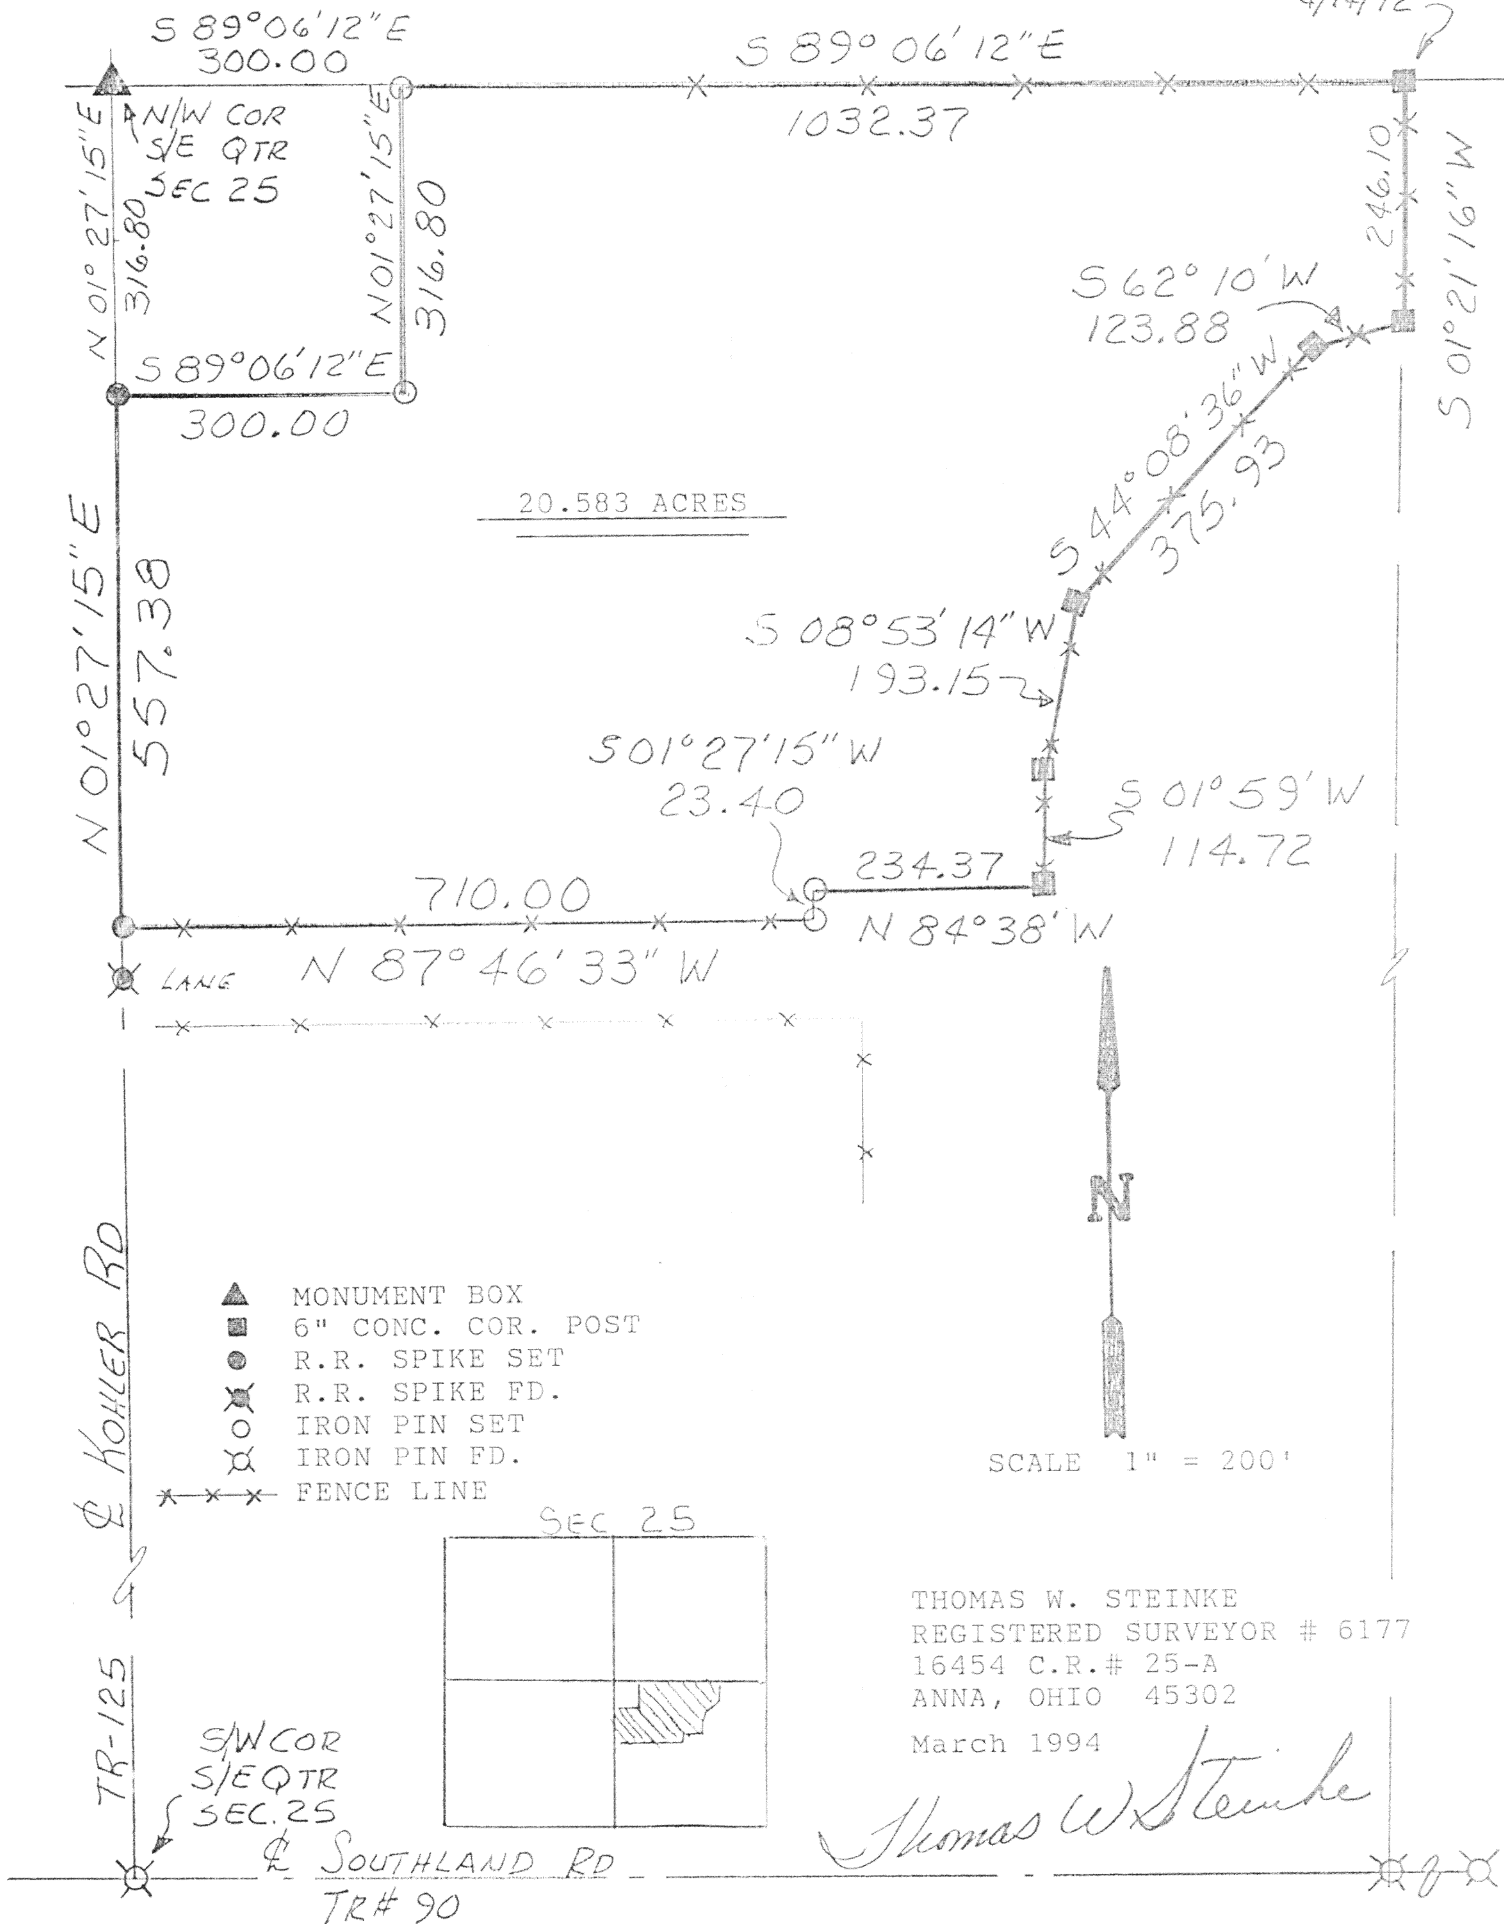 S 89°06'12"E
300.00
S 89° 06' 12"E
1032.37
N/W COR
S/E QTR
SEC 25
N 01° 27' 15"E
316.80
N 01° 27' 15"E
316.80
246.10
S 01° 21' 16" W
S 62° 10' W
123.88
S 89°06'12"E
300.00
S 44° 08' 36" W
375.93
20.583 ACRES
N 01° 27' 15" E
557.38
S 08°53' 14" W
193.15
S 01°27'15" W
23.40
S 01° 59' W
114.72
234.37
N 84°38' W
710.00
N 87° 46' 33" W
LANE
N
▲ MONUMENT BOX
■ 6" CONC. COR. POST
● R.R. SPIKE SET
R.R. SPIKE FD.
○ IRON PIN SET
IRON PIN FD.
x x x FENCE LINE
SCALE 1" = 200'
℄ KOHLER RD
TR-125
SEC 25
THOMAS W. STEINKE
REGISTERED SURVEYOR # 6177
16454 C.R.# 25-A
ANNA, OHIO 45302
March 1994
Thomas W Steinke
S/W COR
S/E QTR
SEC. 25
℄ SOUTHLAND RD
TR# 90